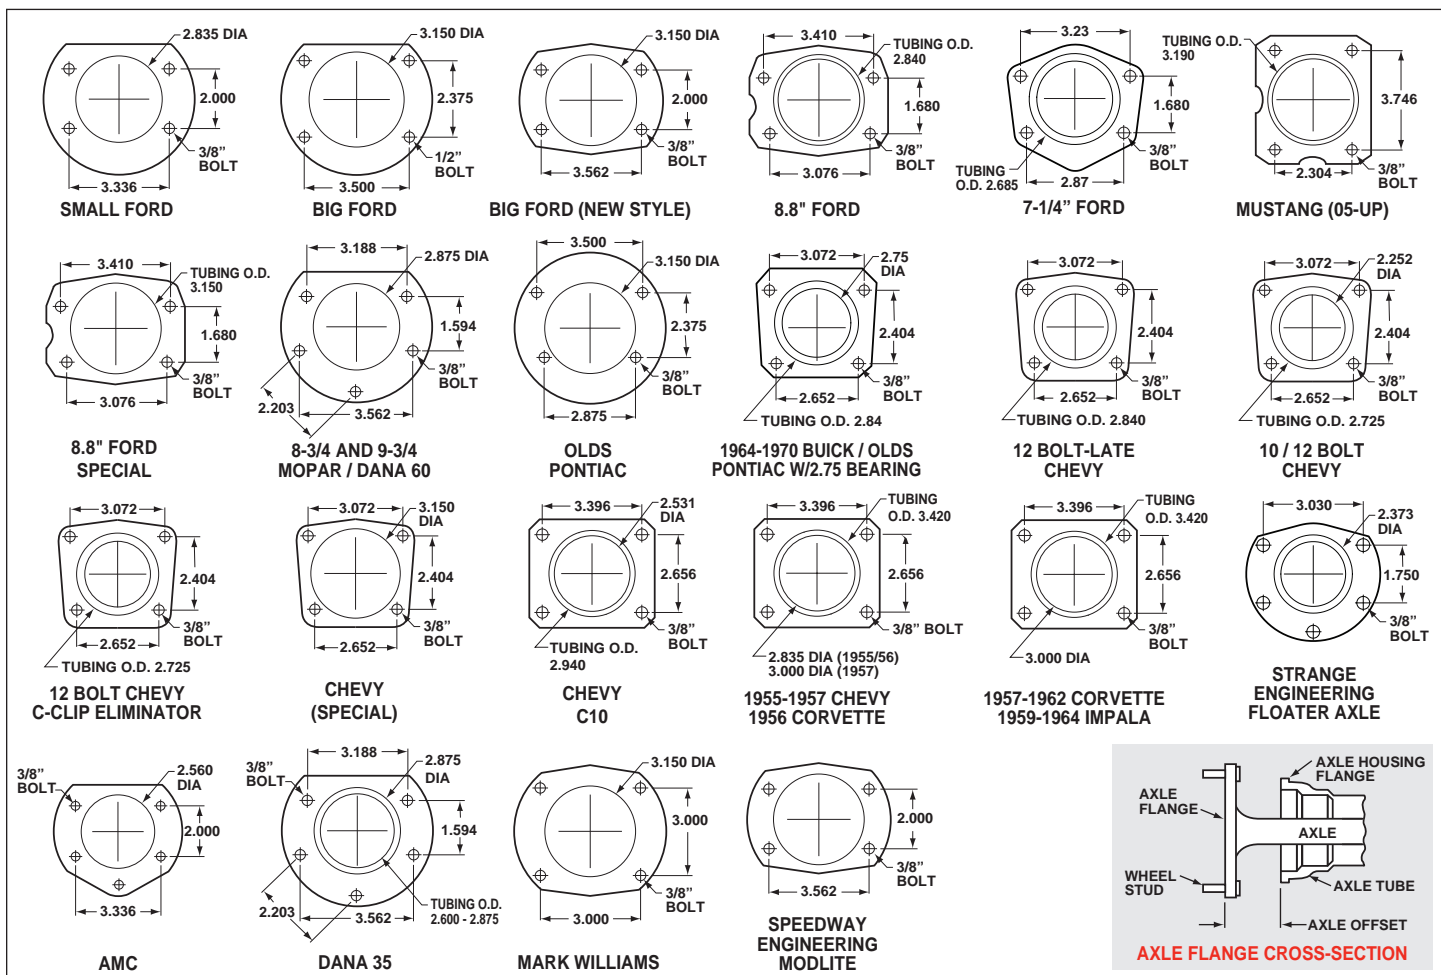 2.835 DIA
2.000
3/8”
BOLT
3.336
SMALL FORD
3.150 DIA
2.375
1/2”
BOLT
3.500
BIG FORD
3.150 DIA
2.000
3/8”
BOLT
3.562
BIG FORD (NEW STYLE)
3.410
TUBING O.D.
2.840
1.680
3/8”
BOLT
3.076
8.8" FORD
3.23
1.680
3/8”
BOLT
TUBING
O.D. 2.685
2.87
7-1/4” FORD
TUBING O.D.
3.190
3.746
2.304
3/8”
BOLT
MUSTANG (05-UP)
3.410
TUBING O.D.
3.150
1.680
3/8”
BOLT
3.076
8.8" FORD
SPECIAL
3.188
2.875 DIA
1.594
3/8”
BOLT
2.203
3.562
8-3/4 AND 9-3/4
MOPAR / DANA 60
3.500
3.150 DIA
2.375
3/8”
BOLT
2.875
OLDS
PONTIAC
3.072
2.75
DIA
2.404
3/8”
BOLT
2.652
TUBING O.D. 2.84
1964-1970 BUICK / OLDS
PONTIAC W/2.75 BEARING
3.072
2.404
3/8”
BOLT
2.652
TUBING O.D. 2.840
12 BOLT-LATE
CHEVY
3.072
2.252
DIA
2.404
3/8”
BOLT
2.652
TUBING O.D. 2.725
10 / 12 BOLT
CHEVY
3.072
2.404
3/8”
BOLT
2.652
TUBING O.D. 2.725
12 BOLT CHEVY
C-CLIP ELIMINATOR
3.072
3.150
DIA
2.404
3/8”
BOLT
2.652
CHEVY
(SPECIAL)
3.396
2.531
DIA
2.656
3/8”
BOLT
TUBING O.D.
2.940
CHEVY
C10
3.396
TUBING
O.D. 3.420
2.656
3/8” BOLT
2.835 DIA (1955/56)
3.000 DIA (1957)
1955-1957 CHEVY
1956 CORVETTE
3.396
TUBING
O.D. 3.420
2.656
3/8”
BOLT
3.000 DIA
1957-1962 CORVETTE
1959-1964 IMPALA
3.030
2.373
DIA
1.750
3/8”
BOLT
STRANGE
ENGINEERING
FLOATER AXLE
3/8”
BOLT
2.560
DIA
2.000
3.336
AMC
3/8”
BOLT
3.188
2.875
DIA
1.594
2.203
3.562
TUBING O.D.
2.600 - 2.875
DANA 35
3.150 DIA
3.000
3/8”
BOLT
3.000
MARK WILLIAMS
2.000
3/8”
BOLT
3.562
SPEEDWAY
ENGINEERING
MODLITE
AXLE HOUSING
FLANGE
AXLE
FLANGE
AXLE
WHEEL
STUD
AXLE TUBE
AXLE OFFSET
AXLE FLANGE CROSS-SECTION